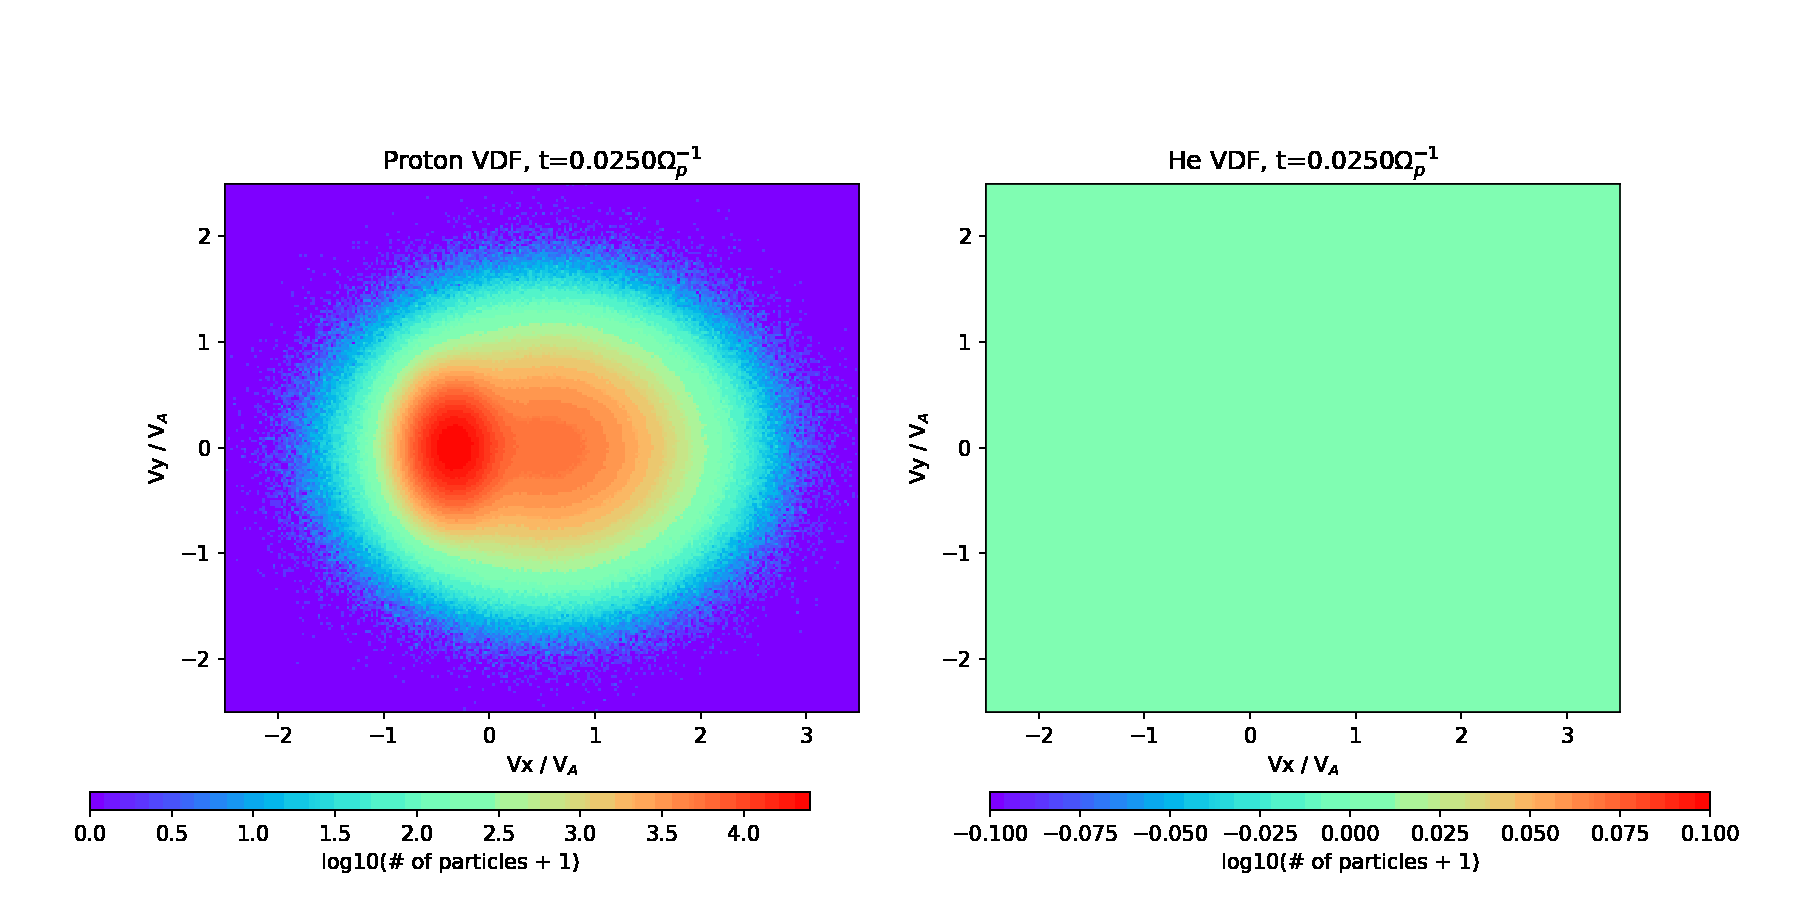 Proton VDF, t=0.0250Ω_p^{-1}
2
1
0
−1
−2
Vy / V_A
−2 −1 0 1 2 3
Vx / V_A
0.0 0.5 1.0 1.5 2.0 2.5 3.0 3.5 4.0
log10(# of particles + 1)
He VDF, t=0.0250Ω_p^{-1}
2
1
0
−1
−2
Vy / V_A
−2 −1 0 1 2 3
Vx / V_A
−0.100 −0.075 −0.050 −0.025 0.000 0.025 0.050 0.075 0.100
log10(# of particles + 1)